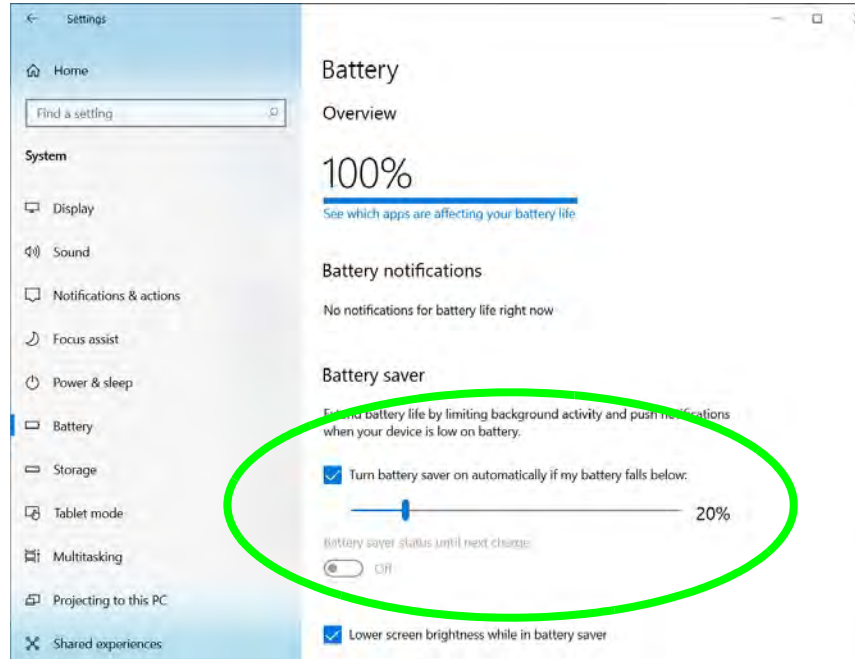 Settings
Home
Find a setting
System
Display
Sound
Notifications & actions
Focus assist
Power & sleep
Battery
Storage
Tablet mode
Multitasking
Projecting to this PC
Shared experiences
Battery
Overview
100%
See which apps are affecting your battery life
Battery notifications
No notifications for battery life right now
Battery saver
Extend battery life by limiting background activity and push notifications
when your device is low on battery.
Turn battery saver on automatically if my battery falls below:
20%
Battery saver status until next charge
Off
Lower screen brightness while in battery saver